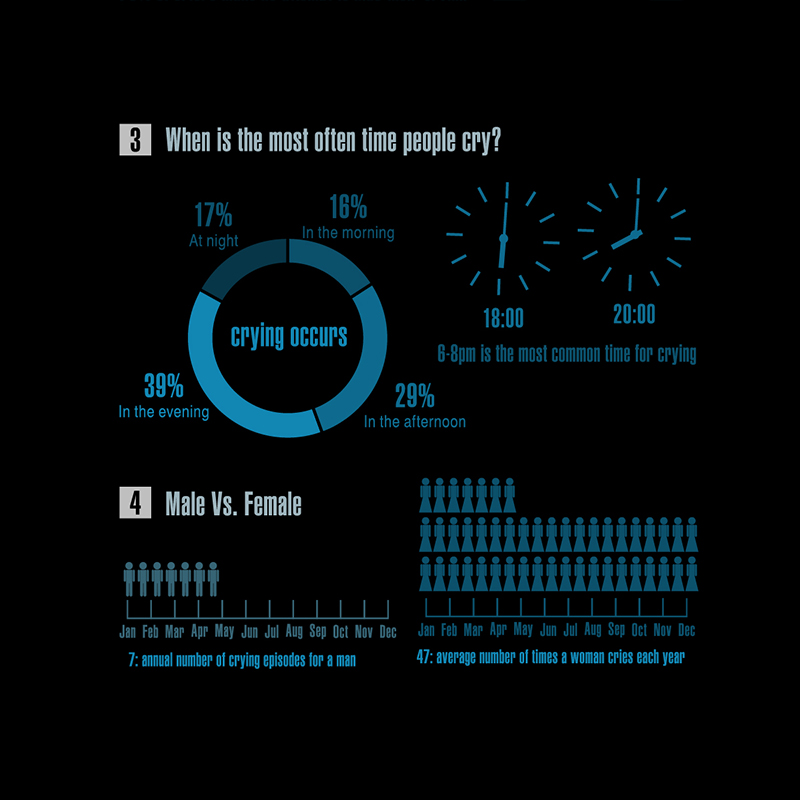 3 When is the most often time people cry?
17%
At night
16%
In the morning
crying occurs
39%
In the evening
29%
In the afternoon
18:00
20:00
6-8pm is the most common time for crying
4 Male Vs. Female
Jan Feb Mar Apr May Jun Jul Aug Sep Oct Nov Dec
7: annual number of crying episodes for a man
Jan Feb Mar Apr May Jun Jul Aug Sep Oct Nov Dec
47: average number of times a woman cries each year